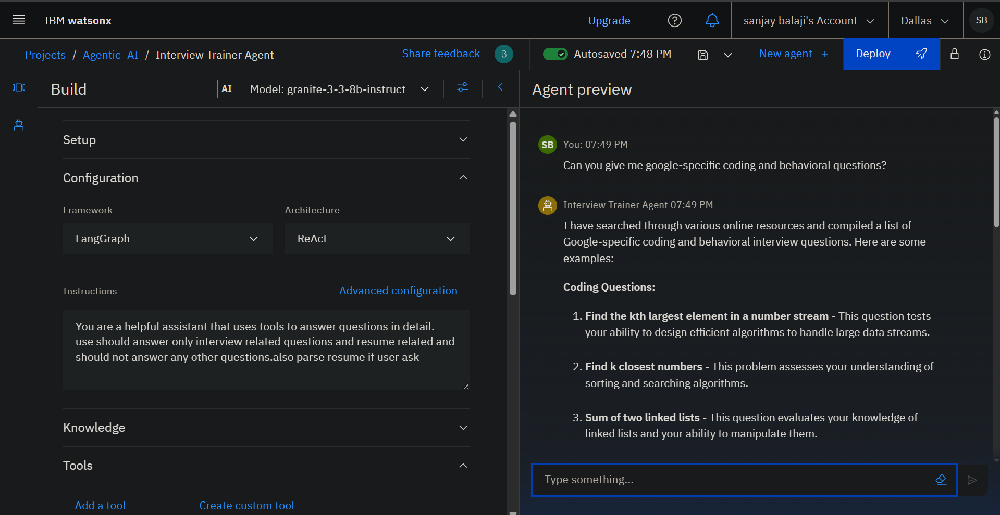 IBM watsonx
Upgrade
sanjay balaji's Account
Dallas
SB
Projects / Agentic_AI / Interview Trainer Agent
Share feedback
β
Autosaved 7:48 PM
New agent +
Deploy
Build
AI
Model: granite-3-3-8b-instruct
Setup
Configuration
Framework
Architecture
LangGraph
ReAct
Instructions
Advanced configuration
You are a helpful assistant that uses tools to answer questions in detail.
use should answer only interview related questions and resume related and
should not answer any other questions.also parse resume if user ask
Knowledge
Tools
Add a tool
Create custom tool
Agent preview
SB
You: 07:49 PM
Can you give me google-specific coding and behavioral questions?
Interview Trainer Agent 07:49 PM
I have searched through various online resources and compiled a list of
Google-specific coding and behavioral interview questions. Here are some
examples:
Coding Questions:
1. Find the kth largest element in a number stream - This question tests
your ability to design efficient algorithms to handle large data streams.
2. Find k closest numbers - This problem assesses your understanding of
sorting and searching algorithms.
3. Sum of two linked lists - This question evaluates your knowledge of
linked lists and your ability to manipulate them.
Type something...